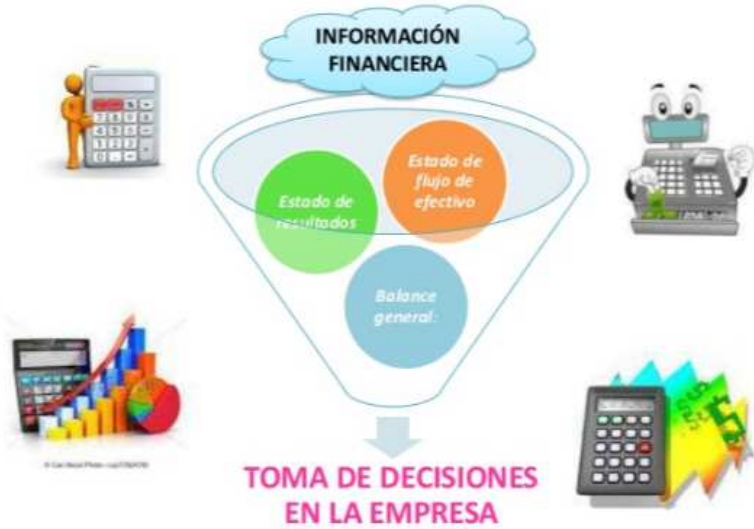 INFORMACIÓN
FINANCIERA
Estado de
flujo de
efectivo
Estado de
resultados
Balance
general:
TOMA DE DECISIONES
EN LA EMPRESA